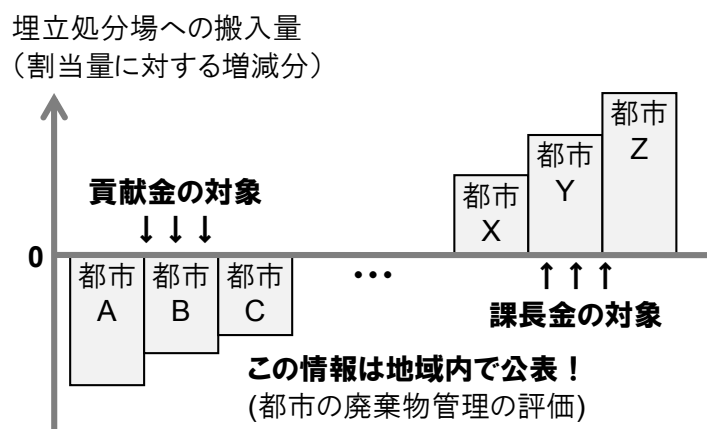 埋立処分場への搬入量
（割当量に対する増減分）
都市
Z
都市
Y
都市
X
貢献金の対象
↓ ↓ ↓
0
都市
A
都市
B
都市
C
…
↑ ↑ ↑
課長金の対象
この情報は地域内で公表！
(都市の廃棄物管理の評価)